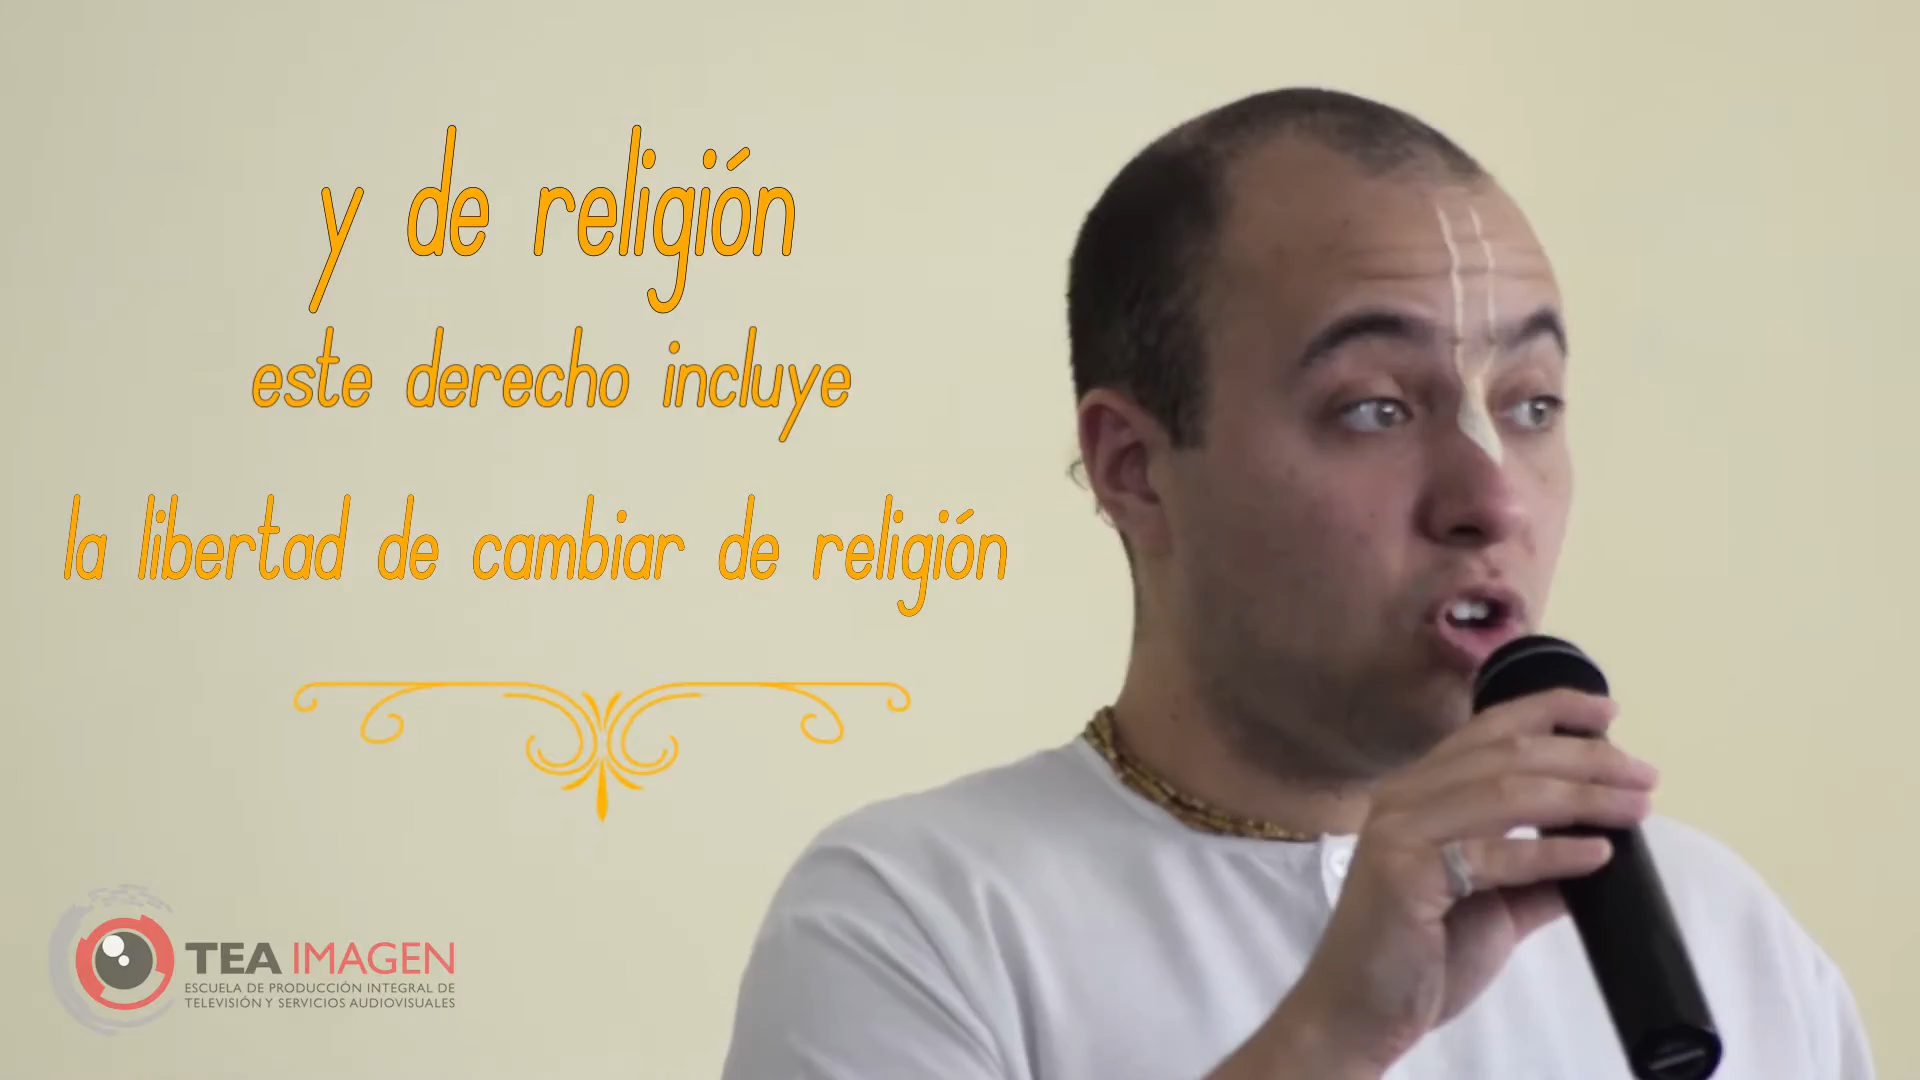 y de religión
este derecho incluye
la libertad de cambiar de religión
TEA IMAGEN
ESCUELA DE PRODUCCIÓN INTEGRAL DE
TELEVISIÓN Y SERVICIOS AUDIOVISUALES